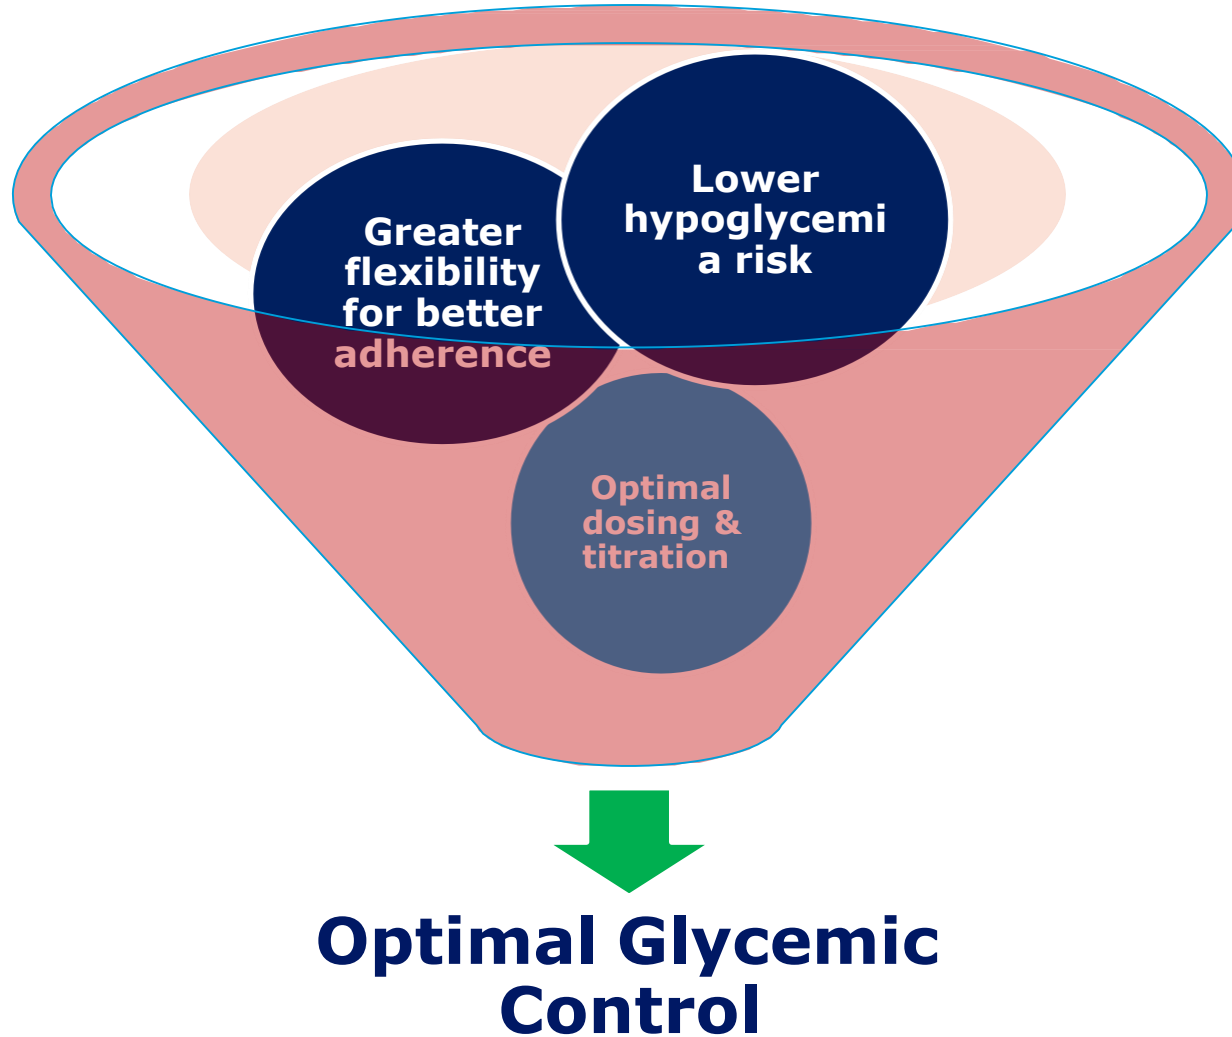 Greater
flexibility
for better
adherence
Lower
hypoglycemi
a risk
Optimal
dosing &
titration
Optimal Glycemic
Control